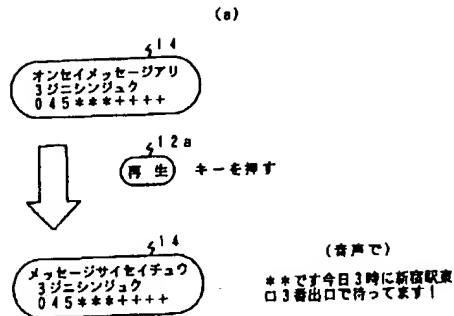 (a)
14
オンセイメッセージアリ
3ジニシンジュク
045***++++
12a
再生 キーを押す
14
メッセージサイセイチュウ
3ジニシンジュク
045***++++
(音声で)
**です今日3時に新宿駅東
口3番出口で待ってます!